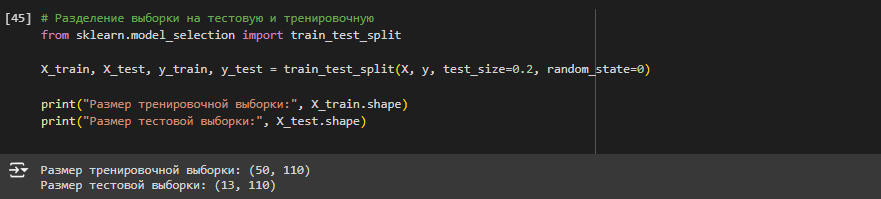 [45] # Разделение выборки на тестовую и тренировочную
from sklearn.model_selection import train_test_split
X_train, X_test, y_train, y_test = train_test_split(X, y, test_size=0.2, random_state=0)
print("Размер тренировочной выборки:", X_train.shape)
print("Размер тестовой выборки:", X_test.shape)
Размер тренировочной выборки: (50, 110)
Размер тестовой выборки: (13, 110)